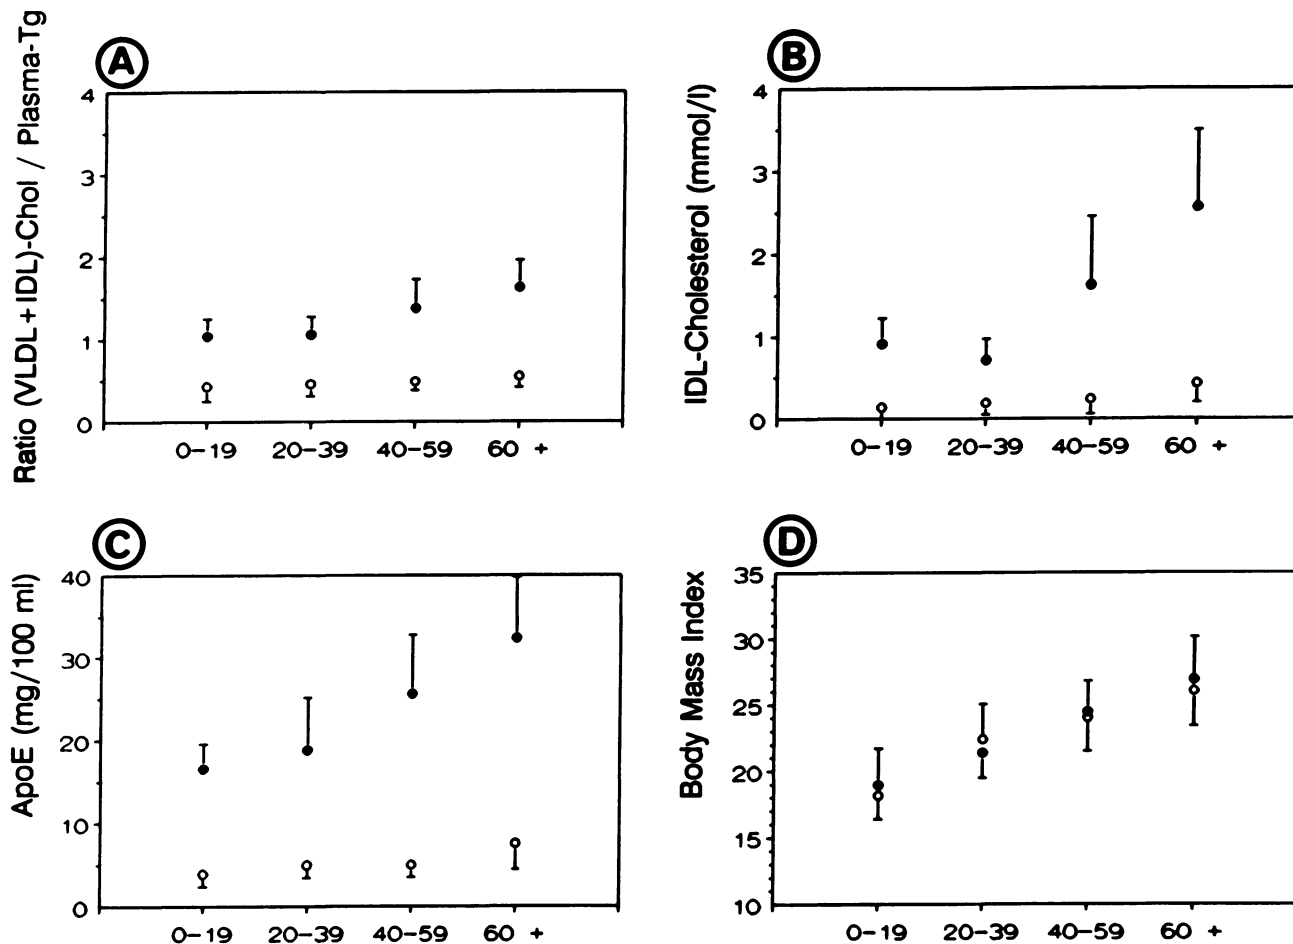 A
Ratio (VLDL+IDL)-Chol / Plasma-Tg
4
3
2
1
0
0-19 20-39 40-59 60 +
B
IDL-Cholesterol (mmol/l)
4
3
2
1
0
0-19 20-39 40-59 60 +
C
ApoE (mg/100 ml)
40
30
20
10
0
0-19 20-39 40-59 60 +
D
Body Mass Index
35
30
25
20
15
10
0-19 20-39 40-59 60 +